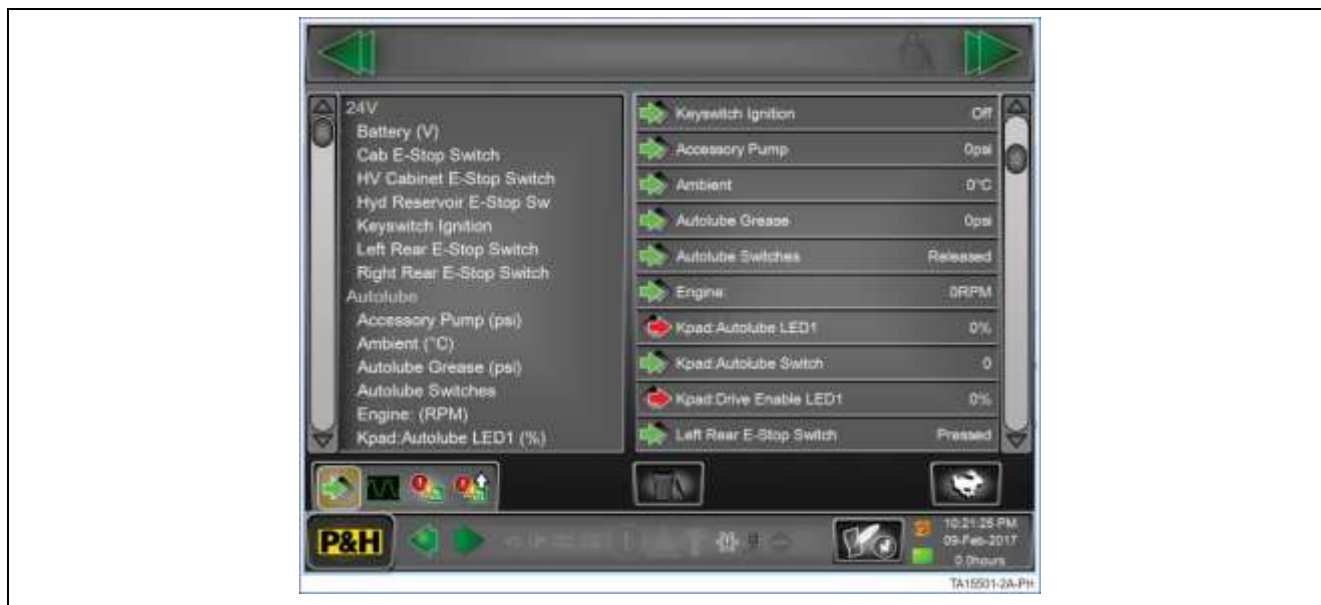 24V
Battery (V)
Cab E-Stop Switch
HV Cabinet E-Stop Switch
Hyd Reservoir E-Stop Sw
Keyswitch Ignition
Left Rear E-Stop Switch
Right Rear E-Stop Switch
Autolube
Accessory Pump (psi)
Ambient (°C)
Autolube Grease (psi)
Autolube Switches
Engine: (RPM)
Kpad:Autolube LED1 (%)
Keyswitch Ignition Off
Accessory Pump 0psi
Ambient 0°C
Autolube Grease 0psi
Autolube Switches Released
Engine: 0RPM
Kpad:Autolube LED1 0%
Kpad:Autolube Switch 0
Kpad:Drive Enable LED1 0%
Left Rear E-Stop Switch Pressed
P&H
10:21:25 PM
09-Feb-2017
0.0hours
TA15501-2A-PH